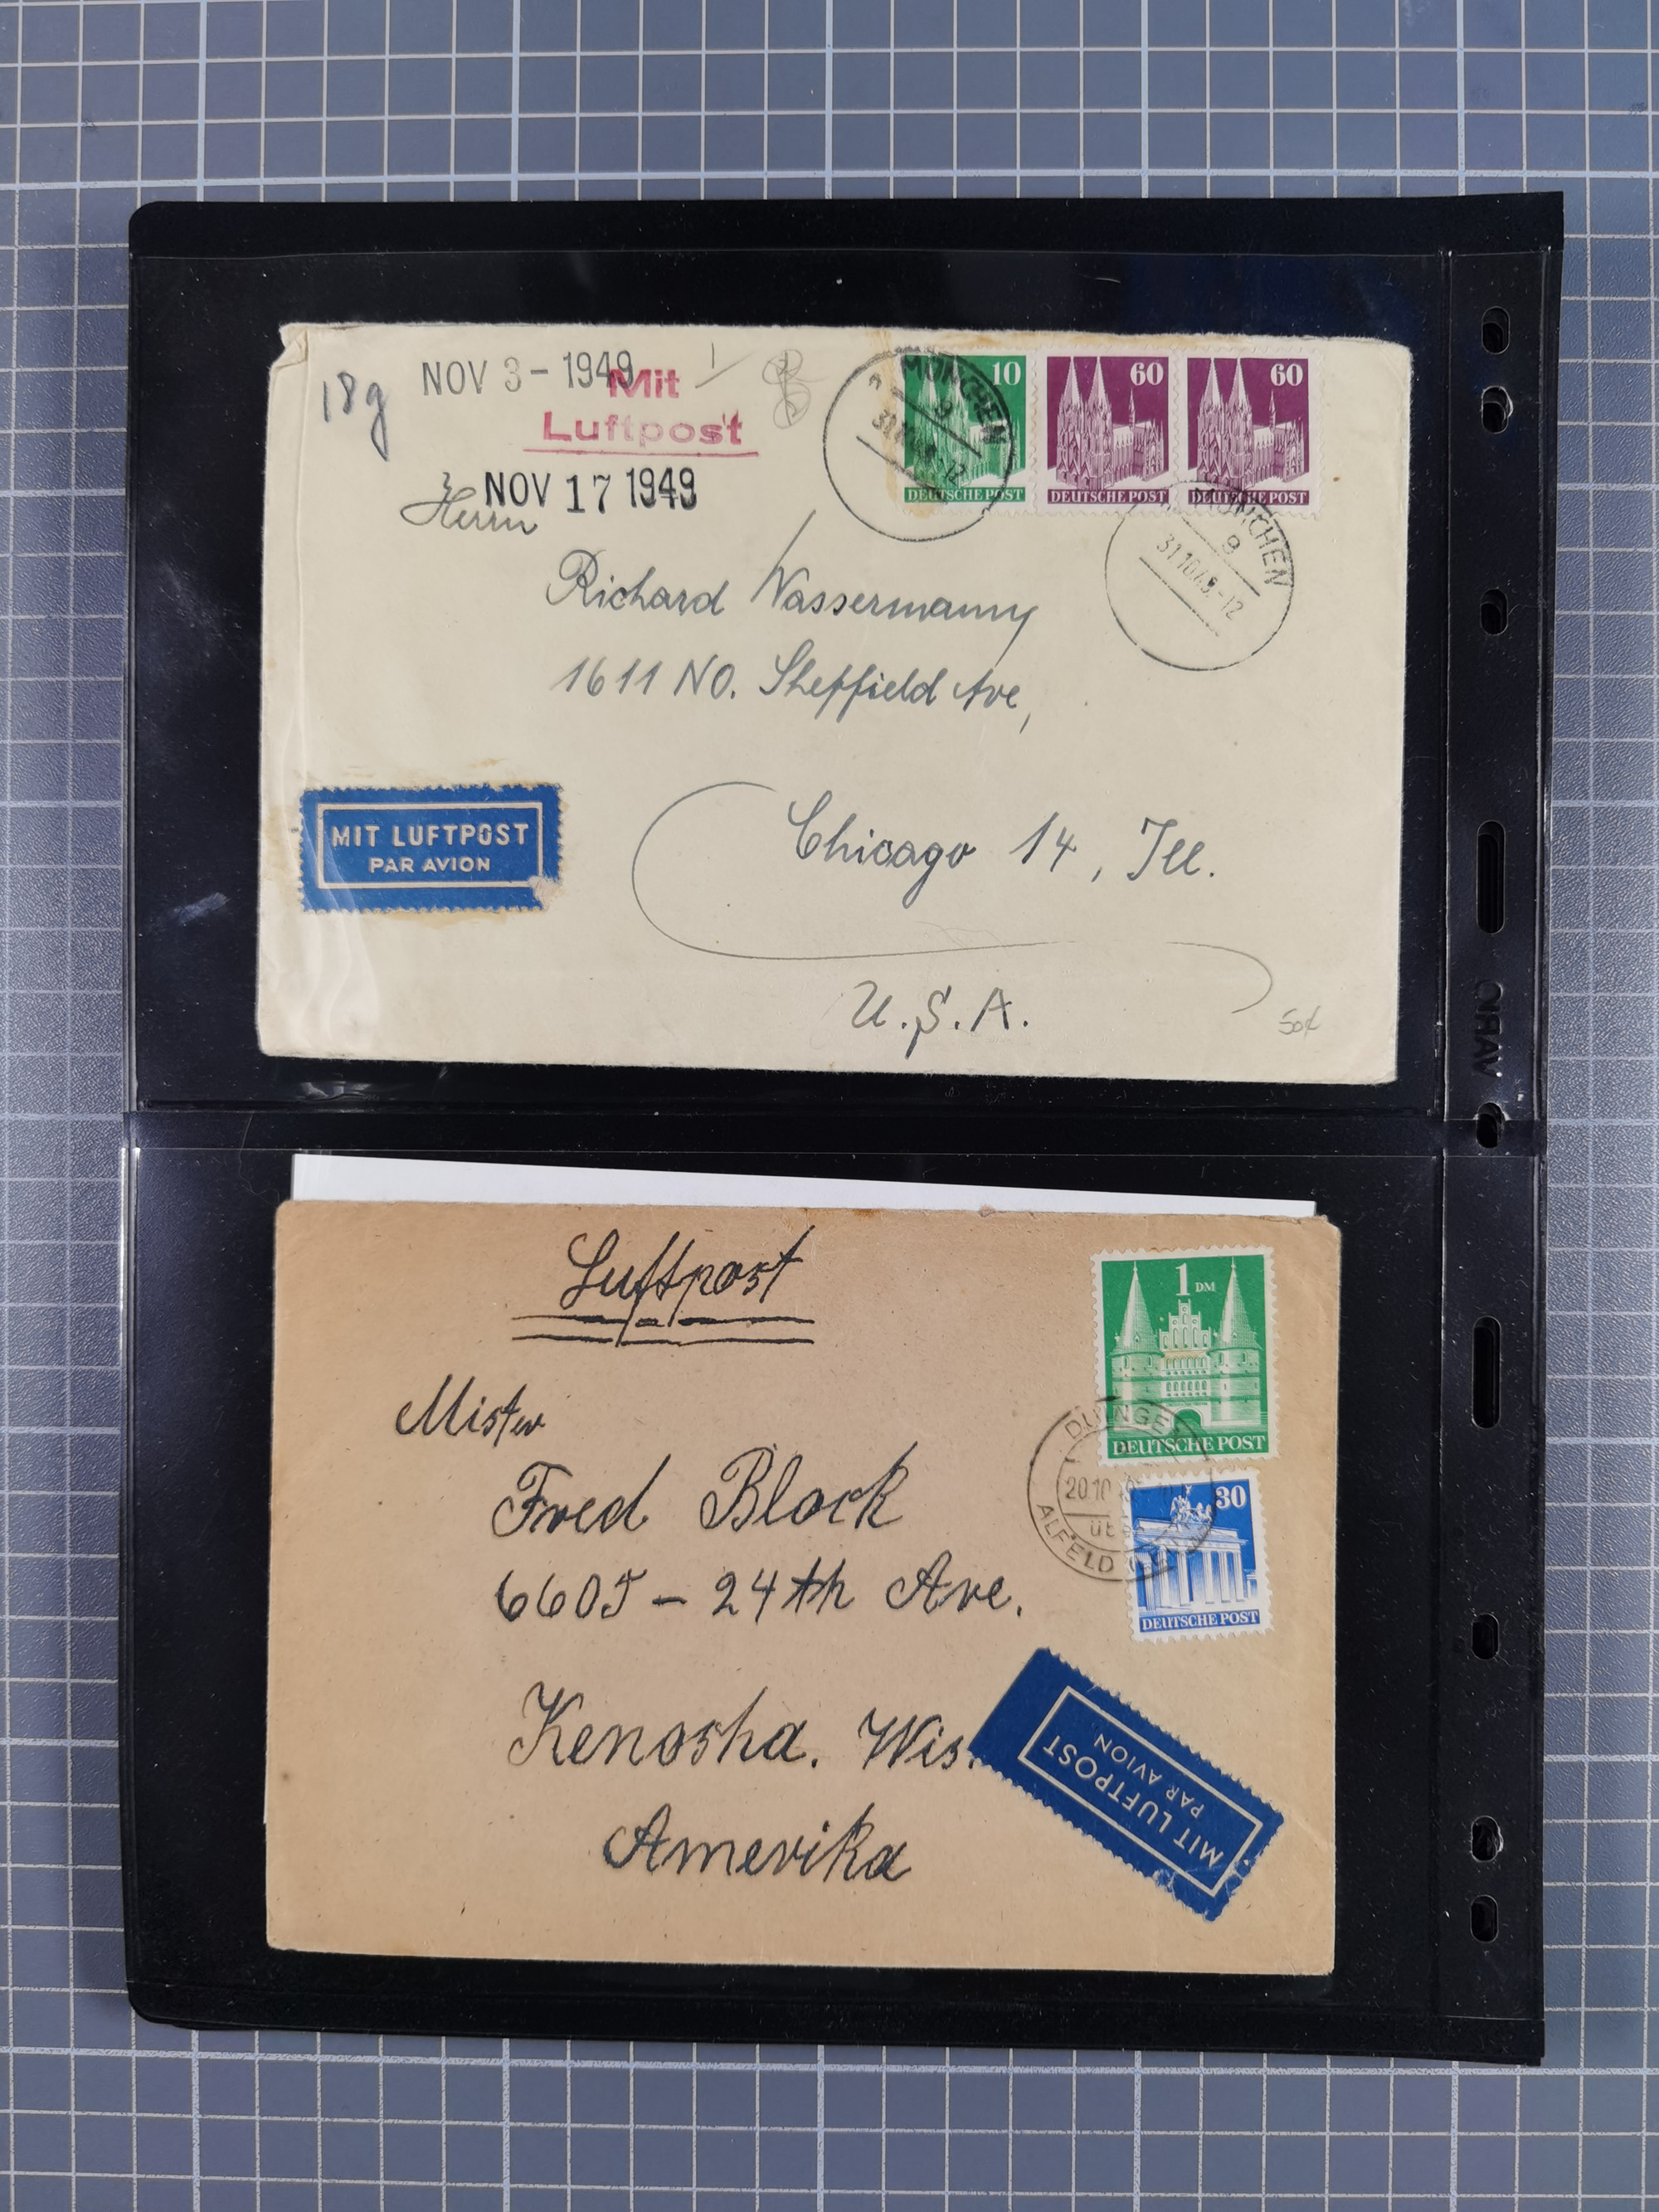 18g
NOV 3 - 1949
Mit
Luftpost
NOV 17 1949
Herrn
Richard Wassermann
1611 NO. Sheffield Ave,
Chicago 14, Ill.
U.S.A.
50¢
10
DEUTSCHE POST
60
DEUTSCHE POST
60
DEUTSCHE POST
MÜNCHEN
9
MÜNCHEN
9
31.10.49.-12
MIT LUFTPOST
PAR AVION
VARIO
Luftpost
Mister
Fred Block
6605 - 24th Ave.
Kenosha. Wis.
Amerika
1 DM
DEUTSCHE POST
30
DEUTSCHE POST
20.10
ALFELD
MIT LUFTPOST
PAR AVION